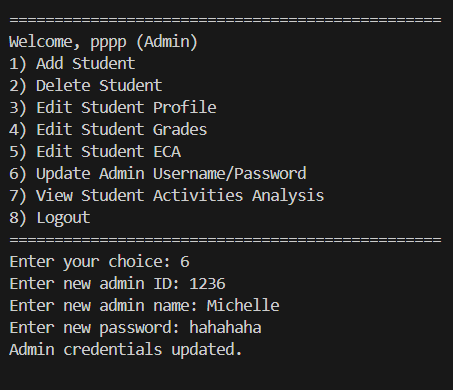 ================================================
Welcome, pppp (Admin)
1) Add Student
2) Delete Student
3) Edit Student Profile
4) Edit Student Grades
5) Edit Student ECA
6) Update Admin Username/Password
7) View Student Activities Analysis
8) Logout
================================================
Enter your choice: 6
Enter new admin ID: 1236
Enter new admin name: Michelle
Enter new password: hahahaha
Admin credentials updated.